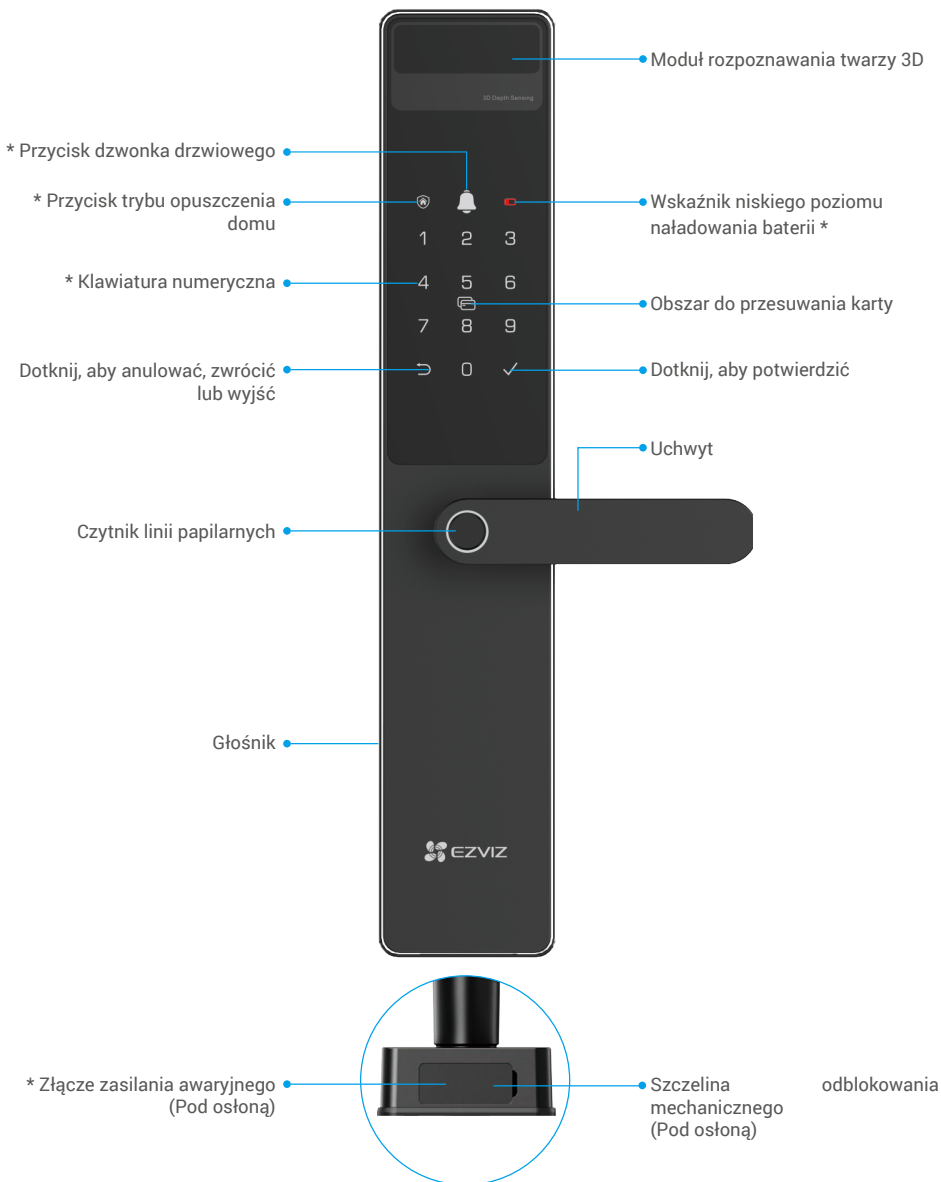 Moduł rozpoznawania twarzy 3D
3D Depth Sensing
* Przycisk dzwonka drzwiowego
* Przycisk trybu opuszczenia
domu
Wskaźnik niskiego poziomu
naładowania baterii *
1 2 3
* Klawiatura numeryczna
4 5 6
Obszar do przesuwania karty
7 8 9
Dotknij, aby anulować, zwrócić
lub wyjść
0
Dotknij, aby potwierdzić
Uchwyt
Czytnik linii papilarnych
Głośnik
EZVIZ
* Złącze zasilania awaryjnego
(Pod osłoną)
Szczelina odblokowania
mechanicznego
(Pod osłoną)